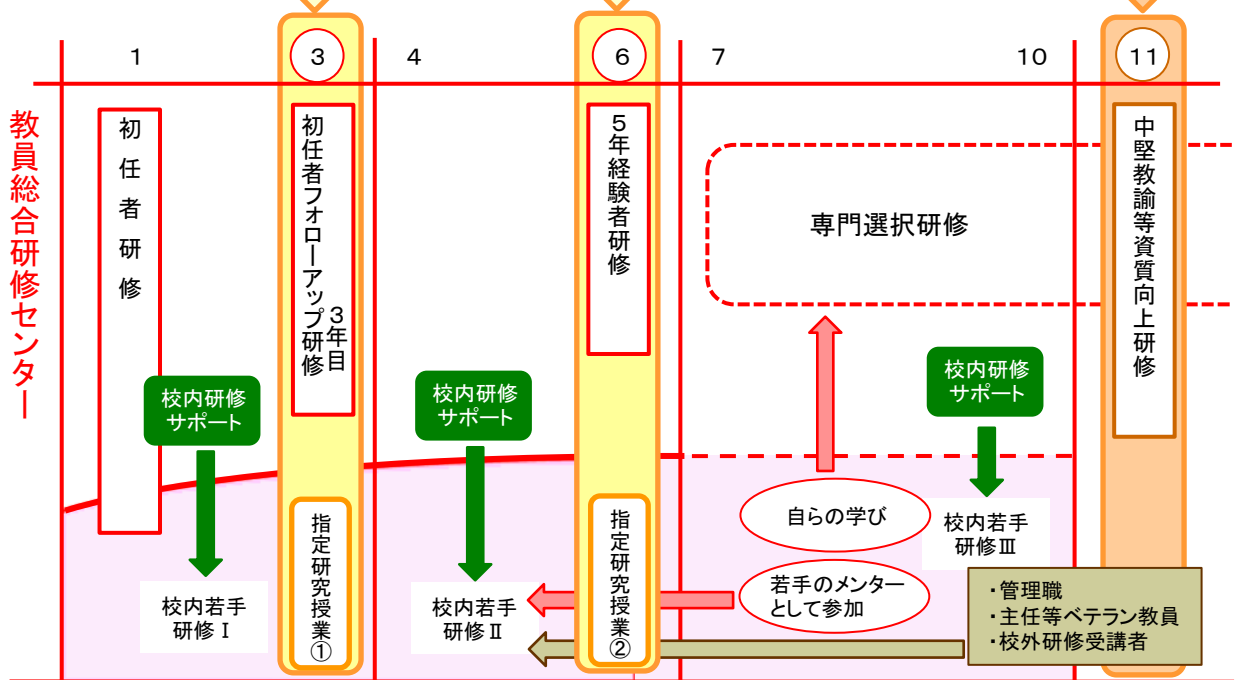 1
3
4
6
7
10
11
教員総合研修センター
初任者研修
初任者フォローアップ研修
3年目
5年経験者研修
専門選択研修
中堅教諭等資質向上研修
校内研修
サポート
校内研修
サポート
校内研修
サポート
校内若手
研修Ⅰ
指定研究授業①
校内若手
研修Ⅱ
指定研究授業②
自らの学び
若手のメンター
として参加
校内若手
研修Ⅲ
・管理職
・主任等ベテラン教員
・校外研修受講者